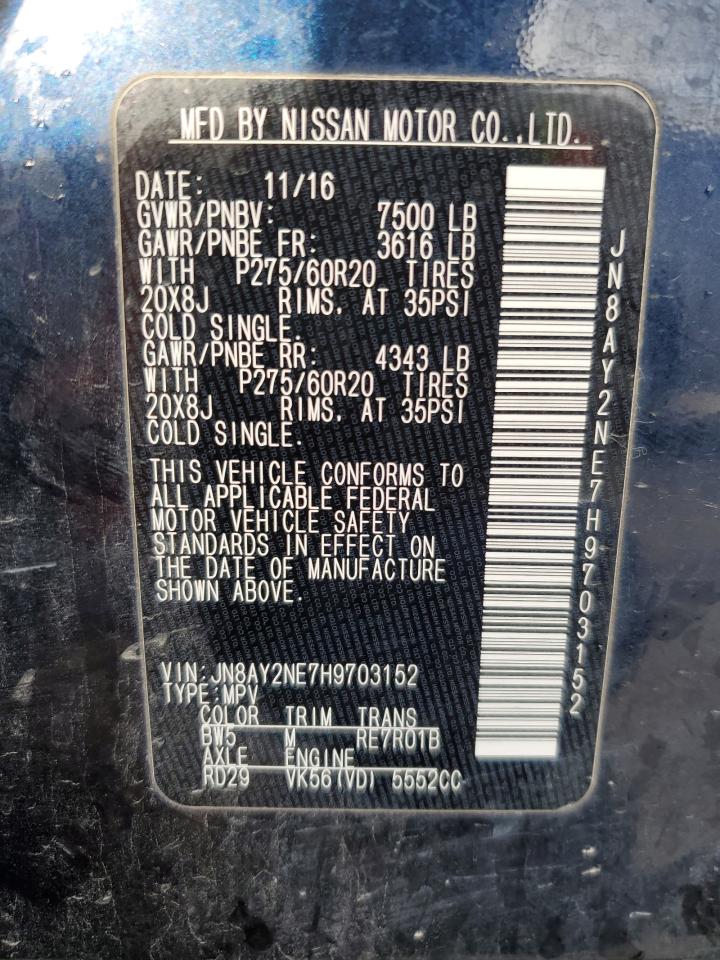 MFD BY NISSAN MOTOR CO.,LTD.
DATE: 11/16
GVWR/PNBV: 7500 LB
GAWR/PNBE FR: 3616 LB
WITH P275/60R20 TIRES
20X8J RIMS. AT 35PSI
COLD SINGLE.
GAWR/PNBE RR: 4343 LB
WITH P275/60R20 TIRES
20X8J RIMS. AT 35PSI
COLD SINGLE.
THIS VEHICLE CONFORMS TO
ALL APPLICABLE FEDERAL
MOTOR VEHICLE SAFETY
STANDARDS IN EFFECT ON
THE DATE OF MANUFACTURE
SHOWN ABOVE.
VIN:JN8AY2NE7H9703152
TYPE:MPV
COLOR TRIM TRANS
BW5 M RE7R01B
AXLE ENGINE
RD29 VK56(VD) 5552CC
JN8AY2NE7H9703152